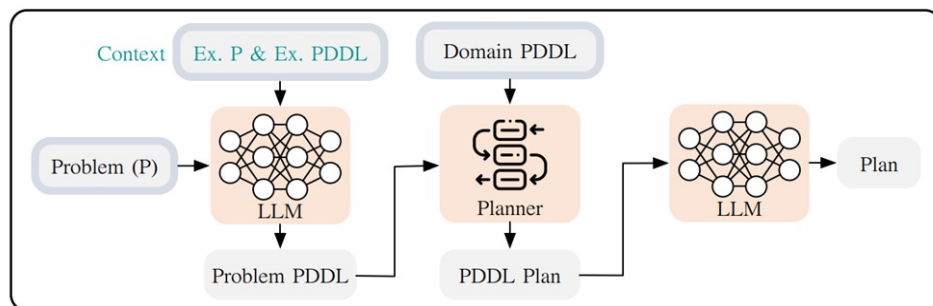 Context
Ex. P & Ex. PDDL
Domain PDDL
Problem (P)
LLM
Planner
LLM
Plan
Problem PDDL
PDDL Plan